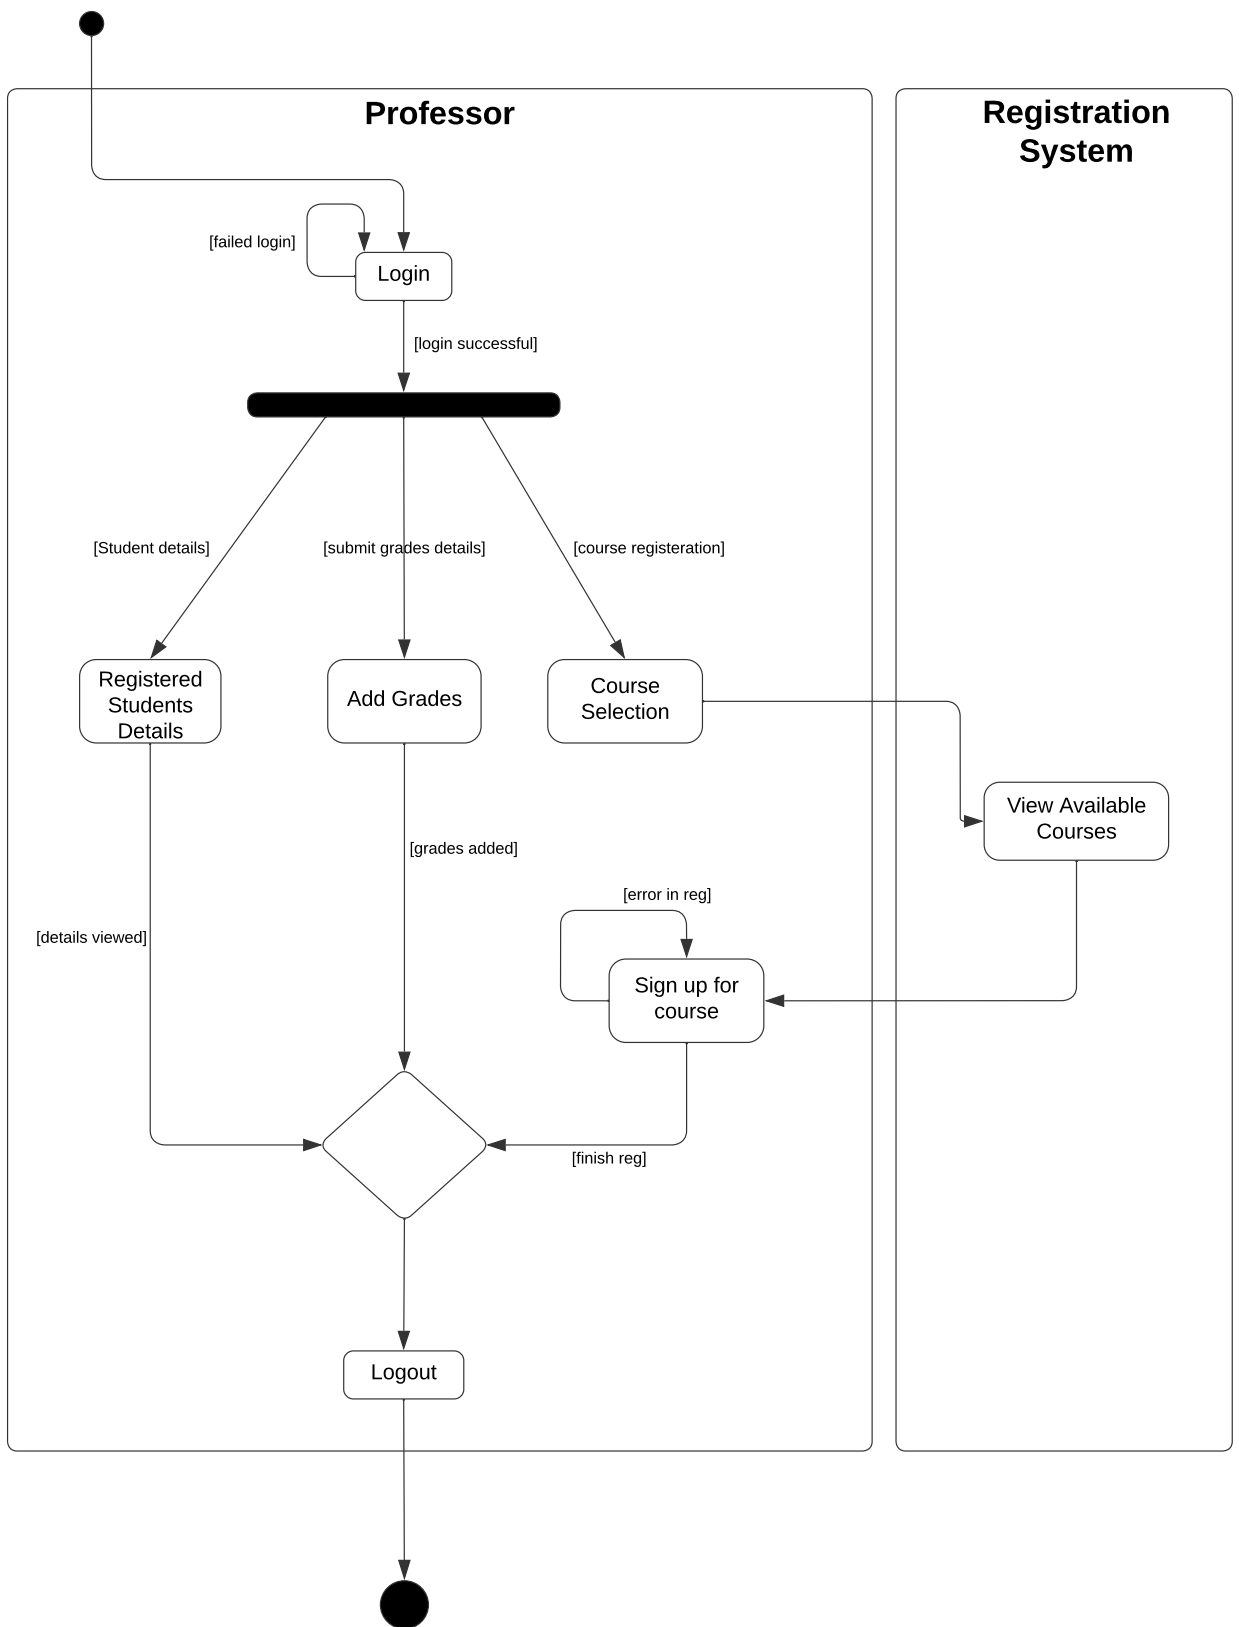 Professor
Registration
System
[failed login]
Login
[login successful]
[Student details]
[submit grades details]
[course registeration]
Registered
Students
Details
Add Grades
Course
Selection
View Available
Courses
[grades added]
[error in reg]
[details viewed]
Sign up for
course
[finish reg]
Logout